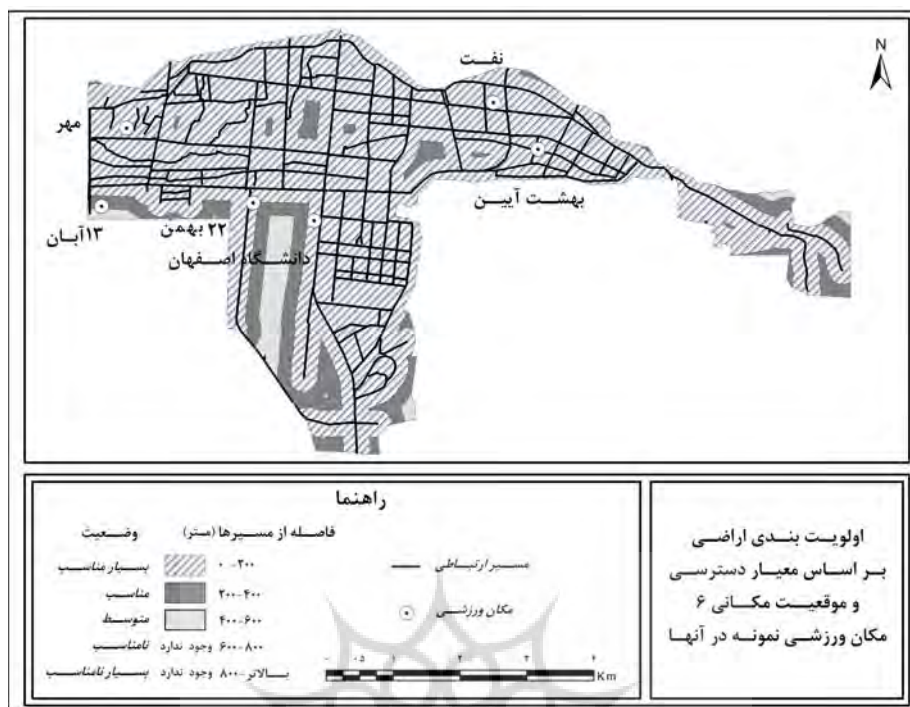 N
نفت
مهر
بهشت آیین
۱۳آبان
۲۲ بهمن
دانشگاه اصفهان
راهنما
وضعیت
فاصله از مسیرها (متر)
بسیار مناسب
۰-۲۰۰
مناسب
۲۰۰-۴۰۰
متوسط
۴۰۰-۶۰۰
نامناسب
وجود ندارد ۶۰۰-۸۰۰
بسیار نامناسب
وجود ندارد ۸۰۰-بالاتر
مسیر ارتباطی
مکان ورزشی
Km
اولویت بندی اراضی
بر اساس معیار دسترسی
و موقعیت مکانی ۶
مکان ورزشی نمونه در آنها